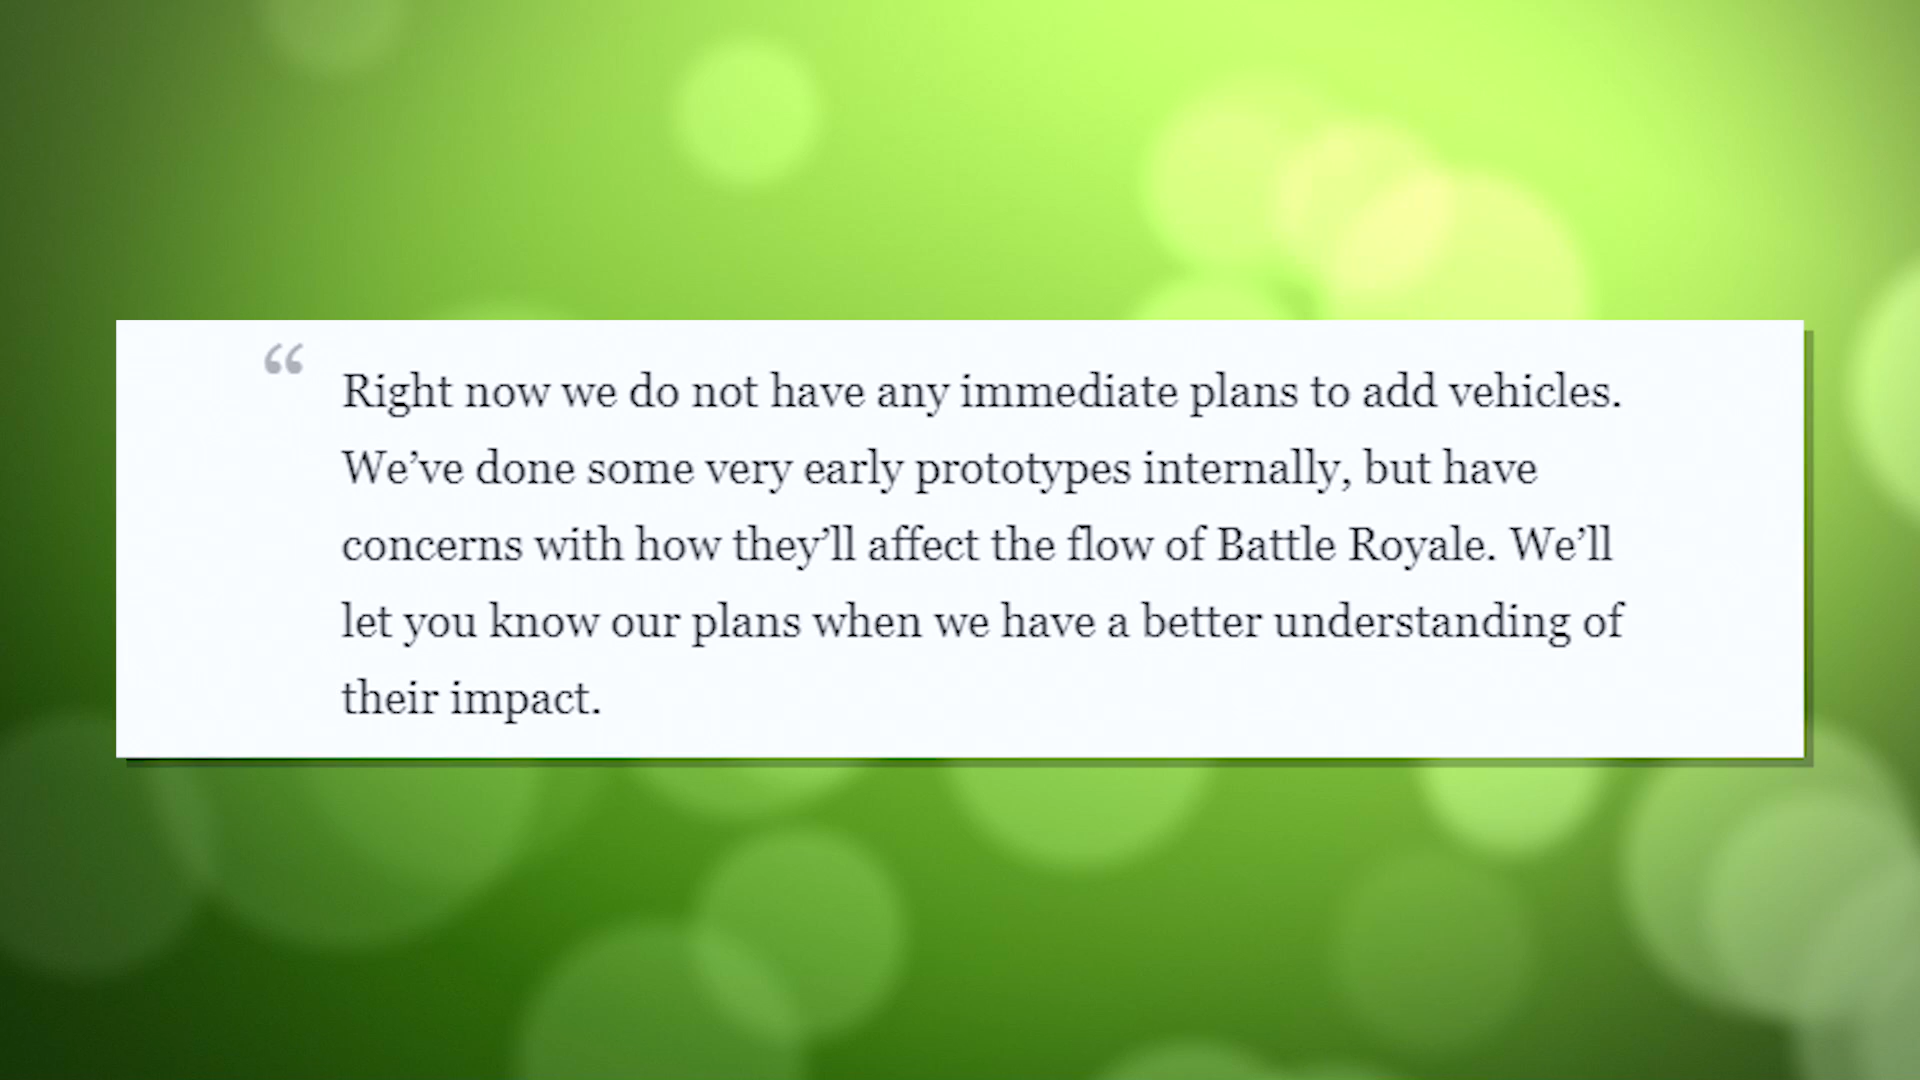 “
Right now we do not have any immediate plans to add vehicles.
We’ve done some very early prototypes internally, but have
concerns with how they’ll affect the flow of Battle Royale. We’ll
let you know our plans when we have a better understanding of
their impact.